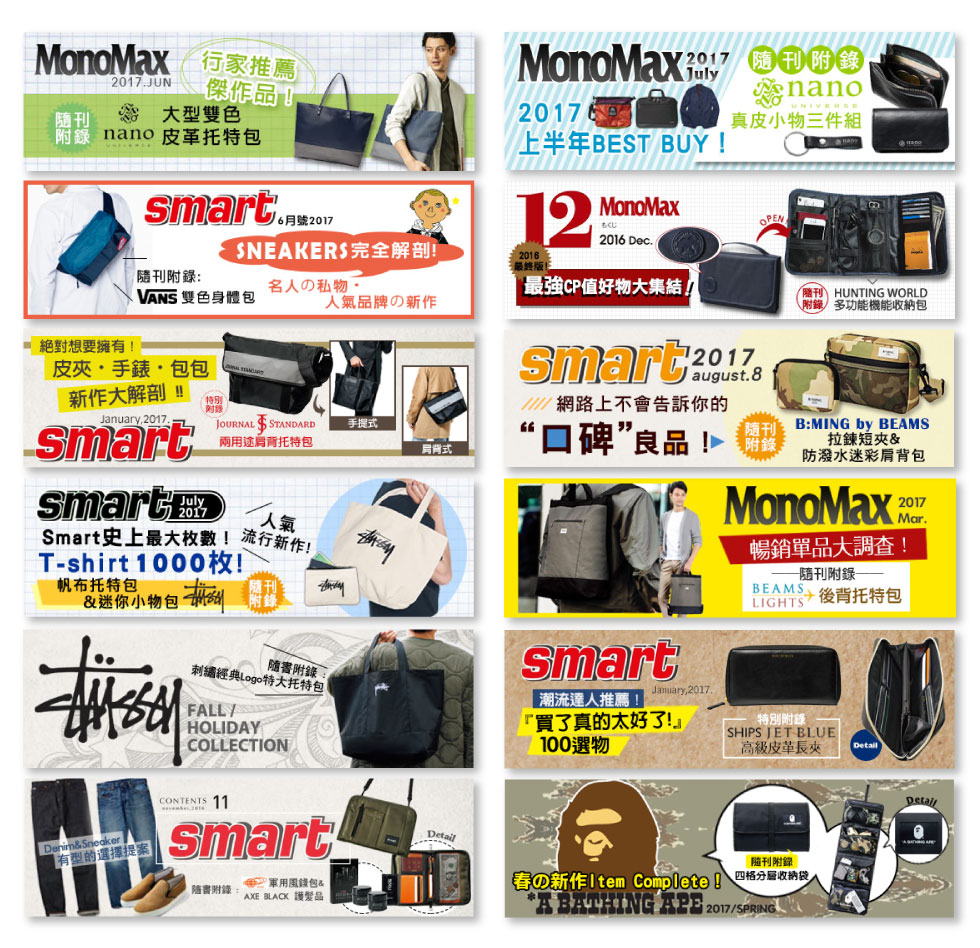 MonoMax
2017.JUN
行家推薦
傑作品！
隨刊
附錄
nano
UNIVERSE
大型雙色
皮革托特包
MonoMax 2017 July
隨刊附錄
nano
UNIVERSE
真皮小物三件組
2017
上半年BEST BUY！
nano
smart 6月號2017
SNEAKERS完全解剖!
隨刊附錄:
VANS 雙色身體包
名人の私物・
人氣品牌の新作
12 MonoMax
もくじ
2016 Dec.
2016
最終版!
最強CP值好物大集結！
OPEN
隨刊
附錄
HUNTING WORLD
多功能機能收納包
絕對想要擁有！
皮夾・手錶・包包
新作大解剖 !!
January,2017.
smart
JOURNAL STANDARD
特別
附錄
JOURNAL STANDARD
兩用途肩背托特包
手提式
肩背式
smart 2017
august.8
//// 網路上不會告訴你的
“口碑”良品！
隨刊
附錄
B:MING by BEAMS
拉鍊短夾&
防潑水迷彩肩背包
smart July
2017
Smart史上最大枚數！
T-shirt 1000枚!
人氣
流行新作!
帆布托特包
&迷你小物包
Stüssy
隨刊
附錄
Stüssy
Stüssy
MonoMax 2017
Mar.
暢銷單品大調查！
隨刊附錄
BEAMS
LIGHTS
後背托特包
Stüssy
刺繡經典Logo特大托特包
隨書附錄：
FALL /
HOLIDAY
COLLECTION
smart
January,2017.
潮流達人推薦！
『買了真的太好了!』
100選物
特別附錄
SHIPS JET BLUE
高級皮革長夾
Detail
CONTENTS 11
november,2016
smart
Denim&Sneaker
有型的選擇提案
Detail
隨書附錄：
軍用風錢包&
AXE BLACK 護髮品
Detail
A BATHING APE®
隨刊附錄
四格分層收納袋
春の新作Item Complete！
*A BATHING APE 2017/SPRING